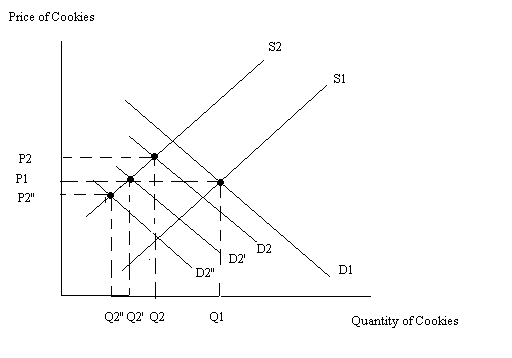 Price of Cookies
S2
S1
P2
P1
P2"
D2
D2'
D2"
D1
Q2" Q2' Q2 Q1
Quantity of Cookies